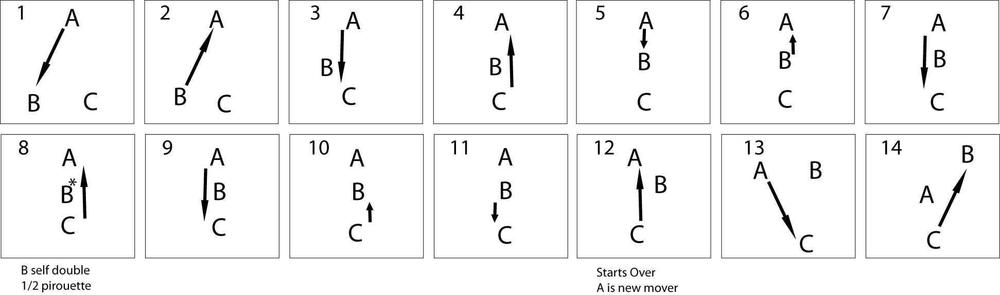 1
A
B C
2
A
B C
3
A
B
C
4
A
B
C
5
A
B
C
6
A
B
C
7
A
B
C
8
A
B*
C
9
A
B
C
10
A
B
C
11
A
B
C
12
A
B
C
13
A B
C
14
B
A
C
B self double
1/2 pirouette
Starts Over
A is new mover